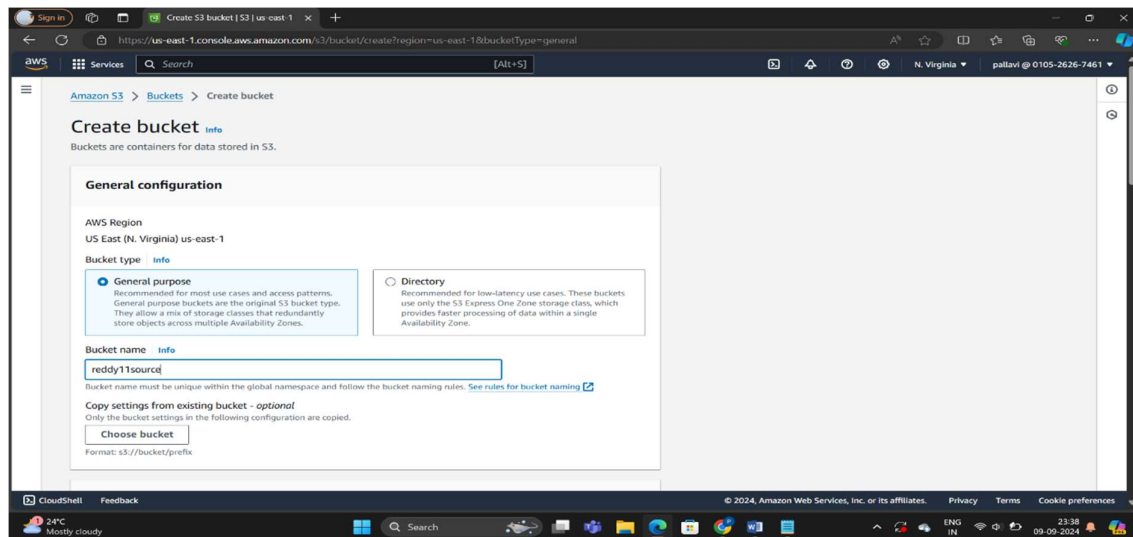 Sign in
Create S3 bucket | S3 | us-east-1
https://us-east-1.console.aws.amazon.com/s3/bucket/create?region=us-east-1&bucketType=general
aws Services Search [Alt+S] N. Virginia pallavi @ 0105-2626-7461
Amazon S3 > Buckets > Create bucket
Create bucket Info
Buckets are containers for data stored in S3.
General configuration
AWS Region
US East (N. Virginia) us-east-1
Bucket type Info
General purpose
Recommended for most use cases and access patterns.
General purpose buckets are the original S3 bucket type.
They allow a mix of storage classes that redundantly
store objects across multiple Availability Zones.
Directory
Recommended for low-latency use cases. These buckets
use only the S3 Express One Zone storage class, which
provides faster processing of data within a single
Availability Zone.
Bucket name Info
reddy11source
Bucket name must be unique within the global namespace and follow the bucket naming rules. See rules for bucket naming
Copy settings from existing bucket - optional
Only the bucket settings in the following configuration are copied.
Choose bucket
Format: s3://bucket/prefix
CloudShell Feedback © 2024, Amazon Web Services, Inc. or its affiliates. Privacy Terms Cookie preferences
24°C
Mostly cloudy
Search
ENG
IN
23:38
09-09-2024